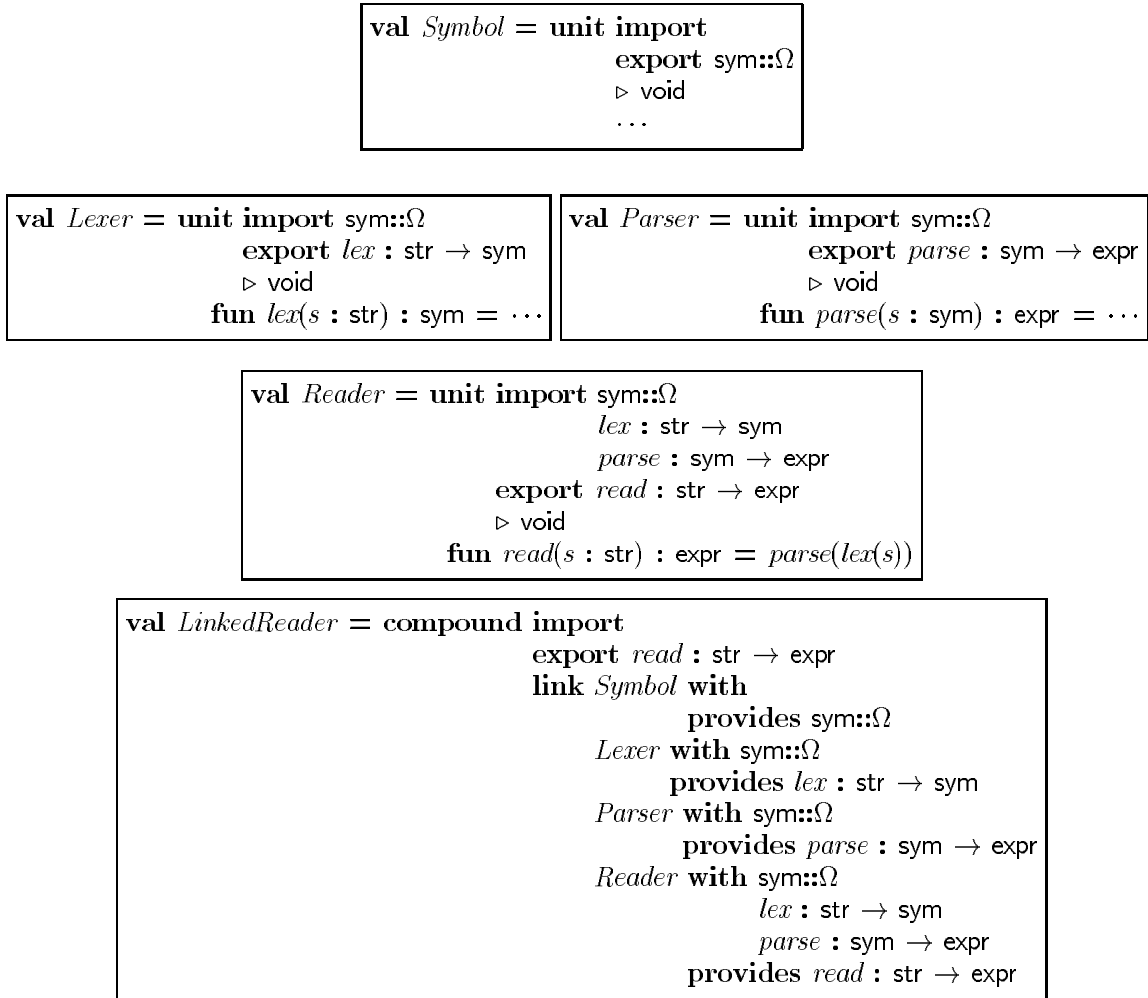 val Symbol = unit import
export sym::Ω
▷ void
···
val Lexer = unit import sym::Ω
export lex : str → sym
▷ void
fun lex(s : str) : sym = ···
val Parser = unit import sym::Ω
export parse : sym → expr
▷ void
fun parse(s : sym) : expr = ···
val Reader = unit import sym::Ω
lex : str → sym
parse : sym → expr
export read : str → expr
▷ void
fun read(s : str) : expr = parse(lex(s))
val LinkedReader = compound import
export read : str → expr
link Symbol with
provides sym::Ω
Lexer with sym::Ω
provides lex : str → sym
Parser with sym::Ω
provides parse : sym → expr
Reader with sym::Ω
lex : str → sym
parse : sym → expr
provides read : str → expr